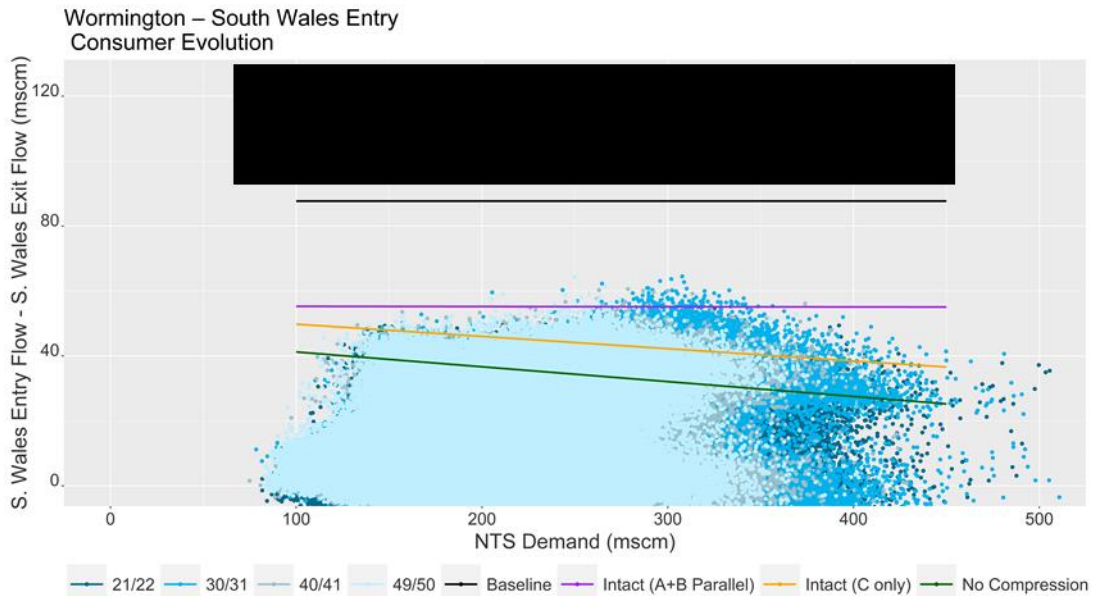 Wormington – South Wales Entry
Consumer Evolution
S. Wales Entry Flow - S. Wales Exit Flow (mscm)
120
80
40
0
0 100 200 300 400 500
NTS Demand (mscm)
21/22 30/31 40/41 49/50 Baseline Intact (A+B Parallel) Intact (C only) No Compression